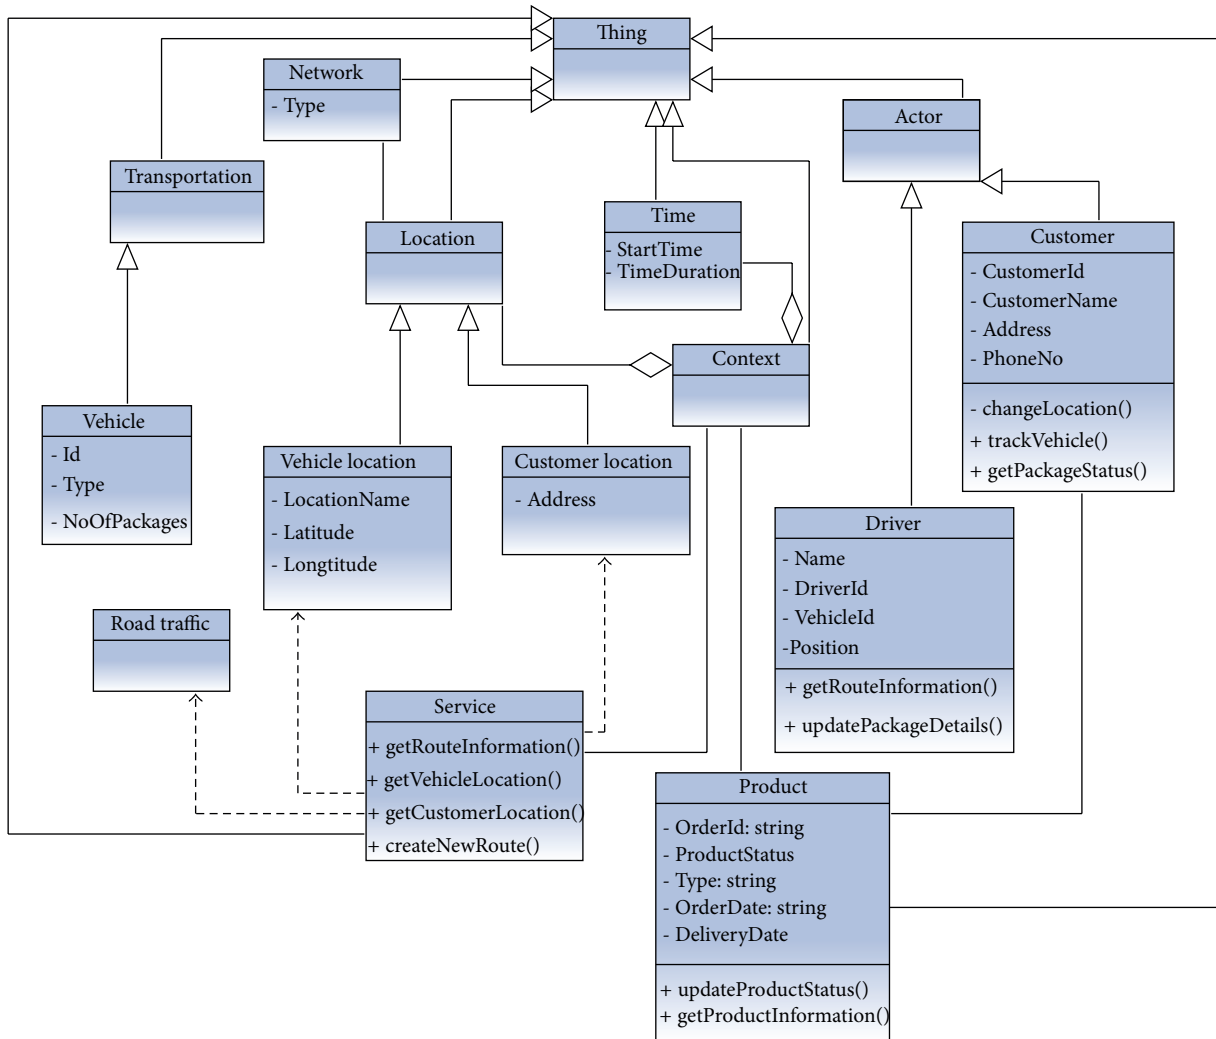 Thing
Network
- Type
Actor
Transportation
Time
- StartTime
- TimeDuration
Location
Customer
- CustomerId
- CustomerName
- Address
- PhoneNo
- changeLocation()
+ trackVehicle()
+ getPackageStatus()
Context
Vehicle
- Id
- Type
- NoOfPackages
Vehicle location
- LocationName
- Latitude
- Longtitude
Customer location
- Address
Driver
- Name
- DriverId
- VehicleId
-Position
+ getRouteInformation()
+ updatePackageDetails()
Road traffic
Service
+ getRouteInformation()
+ getVehicleLocation()
+ getCustomerLocation()
+ createNewRoute()
Product
- OrderId: string
- ProductStatus
- Type: string
- OrderDate: string
- DeliveryDate
+ updateProductStatus()
+ getProductInformation()